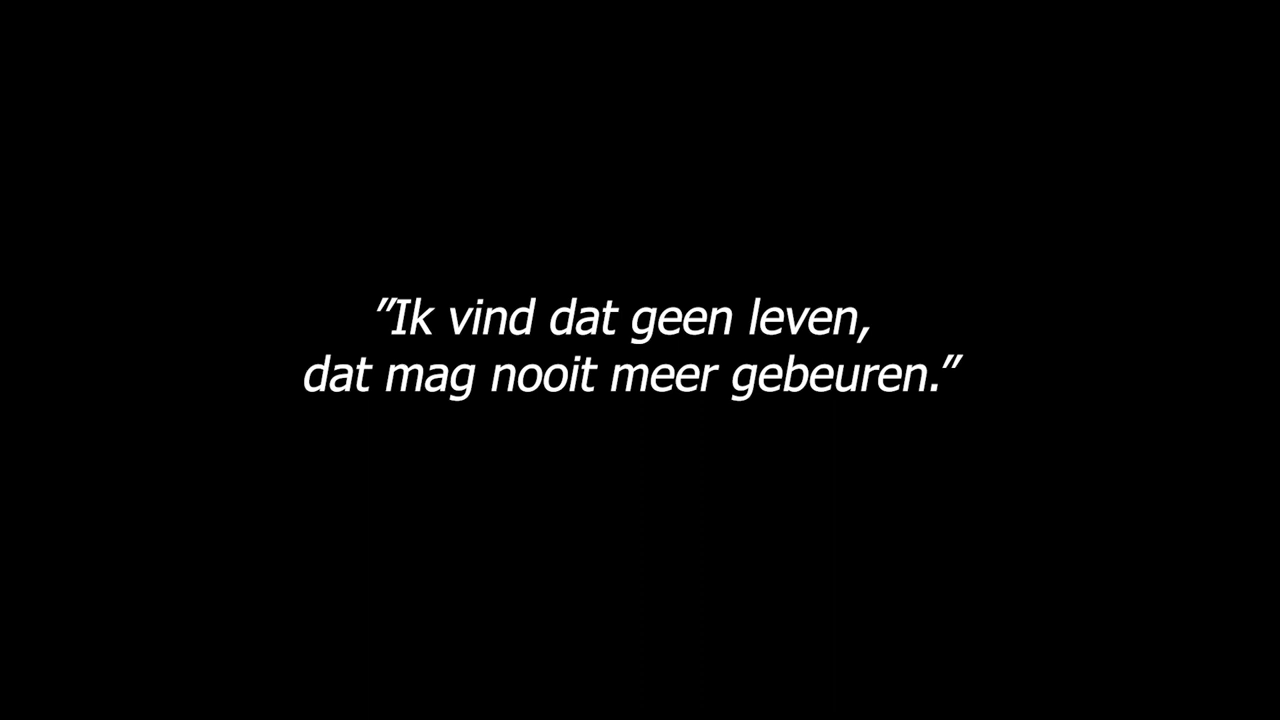 ”Ik vind dat geen leven,
dat mag nooit meer gebeuren.”